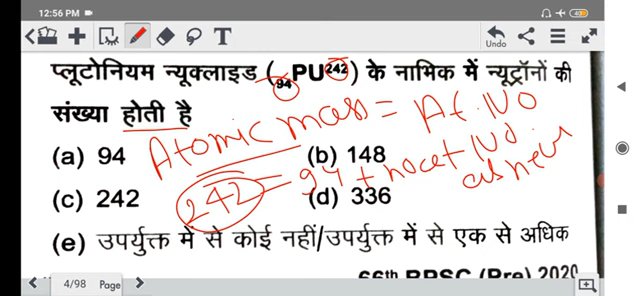 12:56 PM
40
Undo
प्लूटोनियम न्यूक्लाइड (₉₄PU²⁴²) के नाभिक में न्यूट्रॉनों की
संख्या होती है
Atomic mass = At. No
(a) 94 (b) 148
242 = 94 + no of
(c) 242 (d) 336
(e) उपर्युक्त में से कोई नहीं/उपर्युक्त में से एक से अधिक
66th BPSC (Pre) 2020
4/98 Page